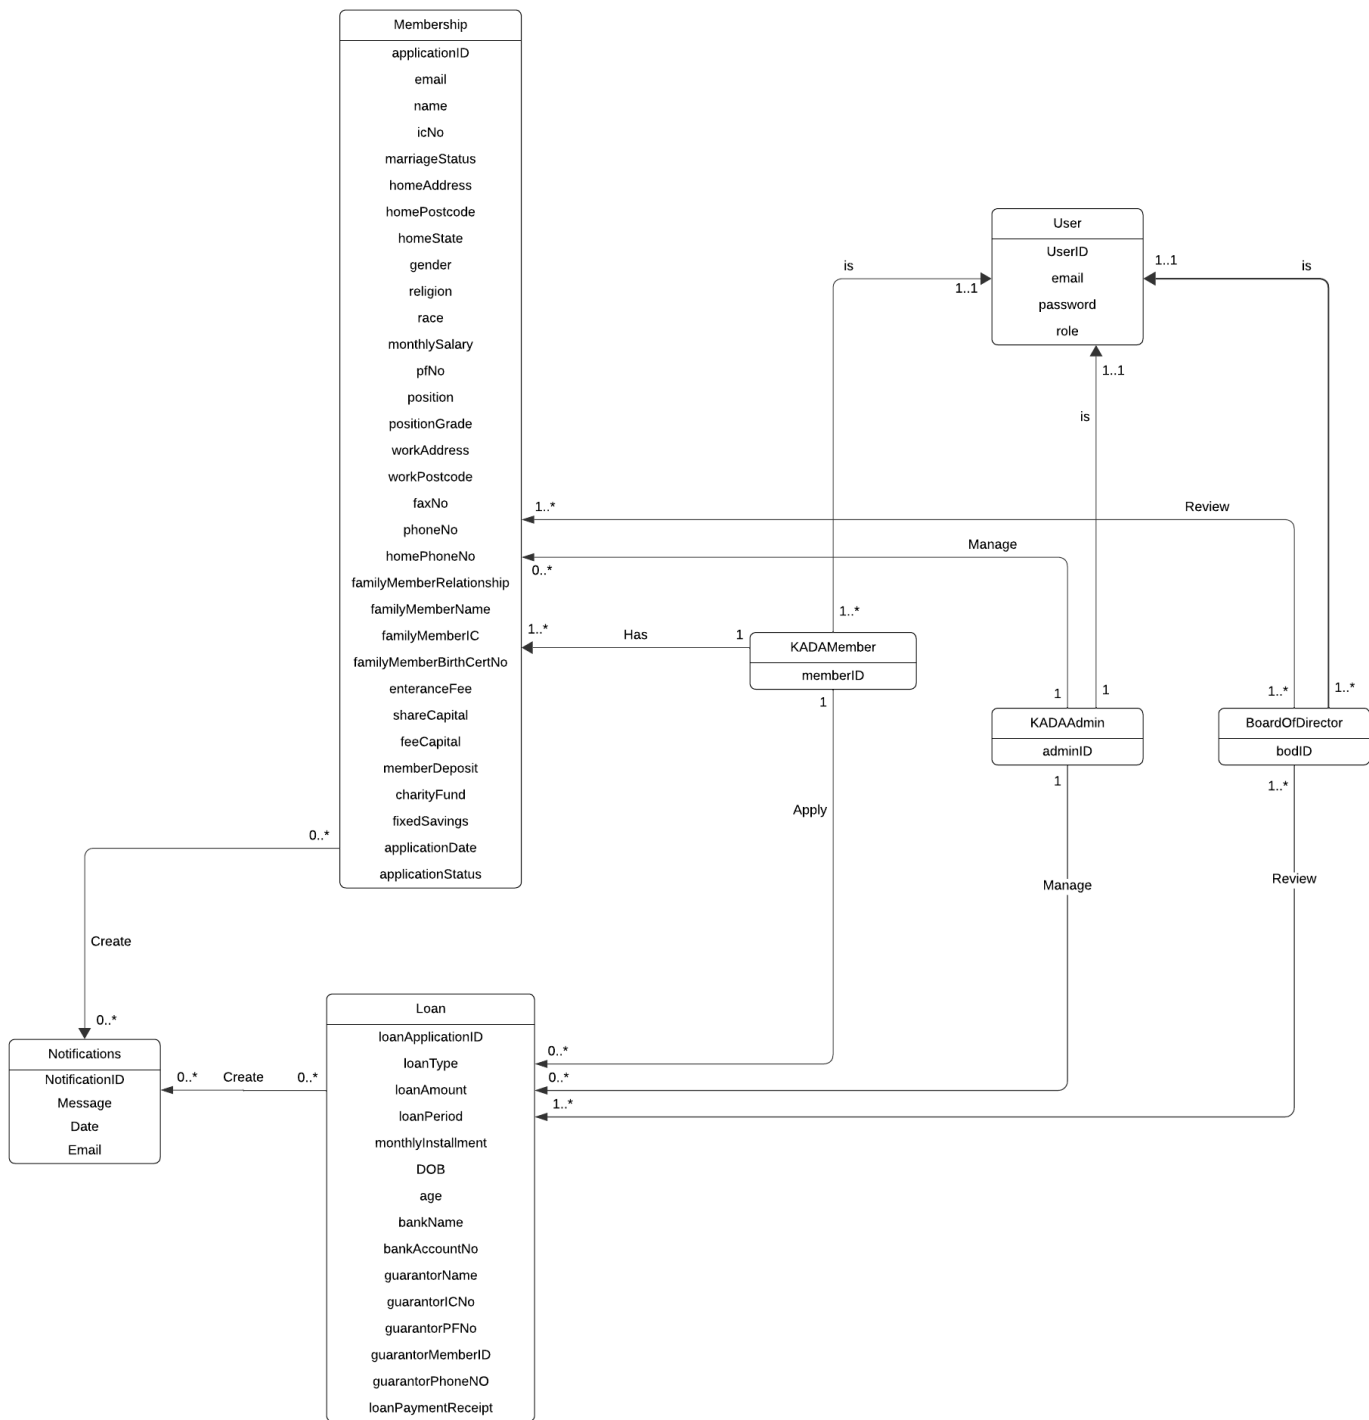 Membership
applicationID
email
name
icNo
marriageStatus
homeAddress
homePostcode
homeState
gender
religion
race
monthlySalary
pfNo
position
positionGrade
workAddress
workPostcode
faxNo
phoneNo
homePhoneNo
familyMemberRelationship
familyMemberName
familyMemberIC
familyMemberBirthCertNo
enteranceFee
shareCapital
feeCapital
memberDeposit
charityFund
fixedSavings
applicationDate
applicationStatus
User
UserID
email
password
role
is
1..1
1..1
is
1..1
is
1..*
Review
Manage
0..*
1..*
1..*
Has
1
KADAMember
memberID
1
1
1
KADAAdmin
adminID
1
1..*
1..*
BoardOfDirector
bodID
1..*
Apply
Manage
Review
0..*
Create
0..*
Notifications
NotificationID
Message
Date
Email
0..*
Create
0..*
Loan
loanApplicationID
loanType
loanAmount
loanPeriod
monthlyInstallment
DOB
age
bankName
bankAccountNo
guarantorName
guarantorICNo
guarantorPFNo
guarantorMemberID
guarantorPhoneNO
loanPaymentReceipt
0..*
0..*
1..*